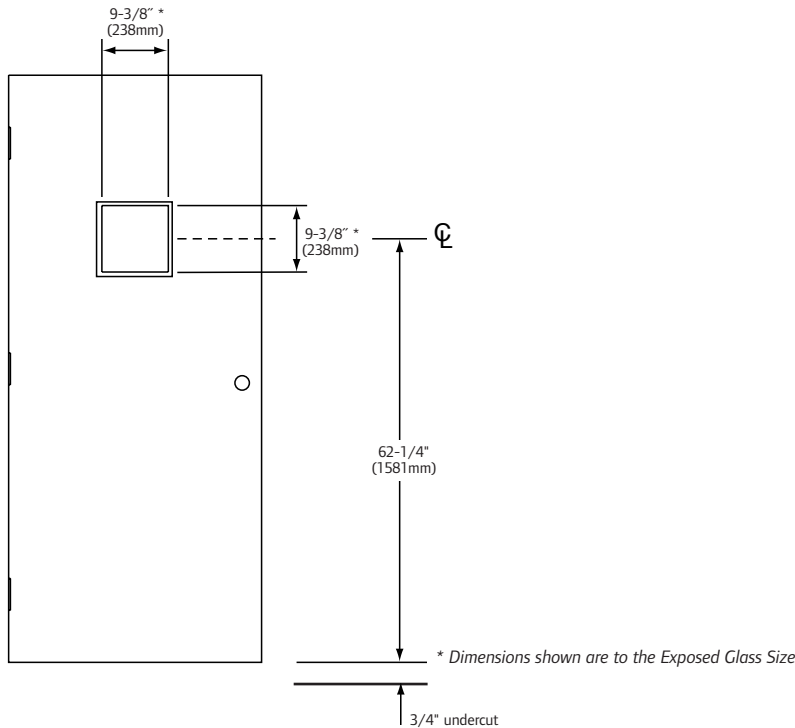 9-3/8˝ *
(238mm)
9-3/8˝ *
(238mm)
℄
62-1/4"
(1581mm)
* Dimensions shown are to the Exposed Glass Size
3/4" undercut